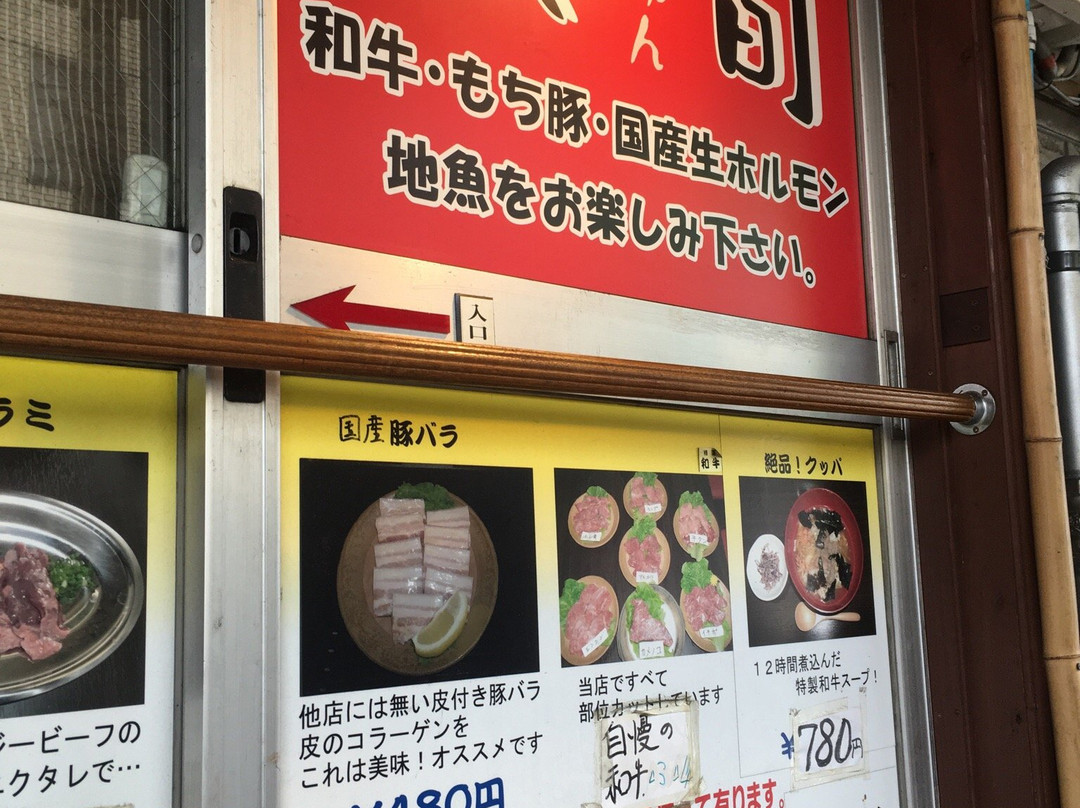 旬
ん
和牛・もち豚・国産生ホルモン
地魚をお楽しみ下さい。
入口
ラミ
国産豚バラ
和牛
絶品!クッパ
ジービーフの
タレで…
他店には無い皮付き豚バラ
皮のコラーゲンを
これは美味!オススメです
¥480円
当店ですべて
部位カットしています
自慢の
和牛
って有ります。
12時間煮込んだ
特製和牛スープ!
¥780円